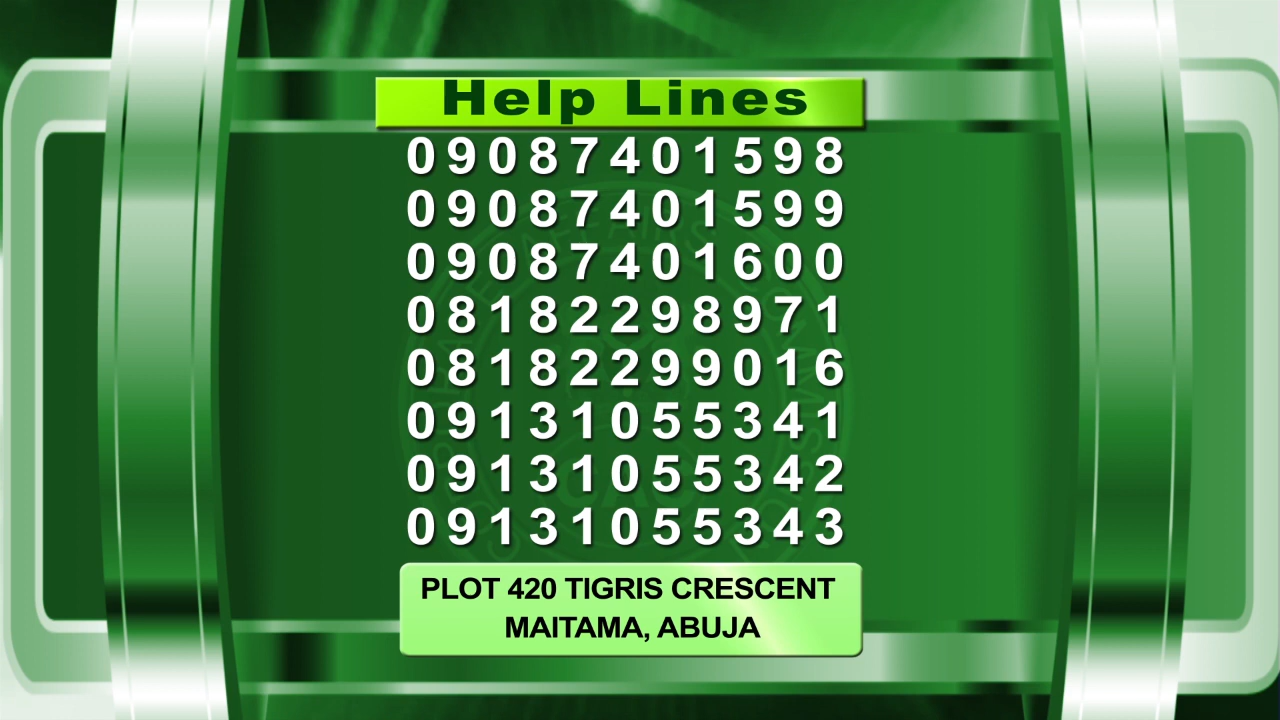 Help Lines
09087401598
09087401599
09087401600
08182298971
08182299016
09131055341
09131055342
09131055343
PLOT 420 TIGRIS CRESCENT
MAITAMA, ABUJA